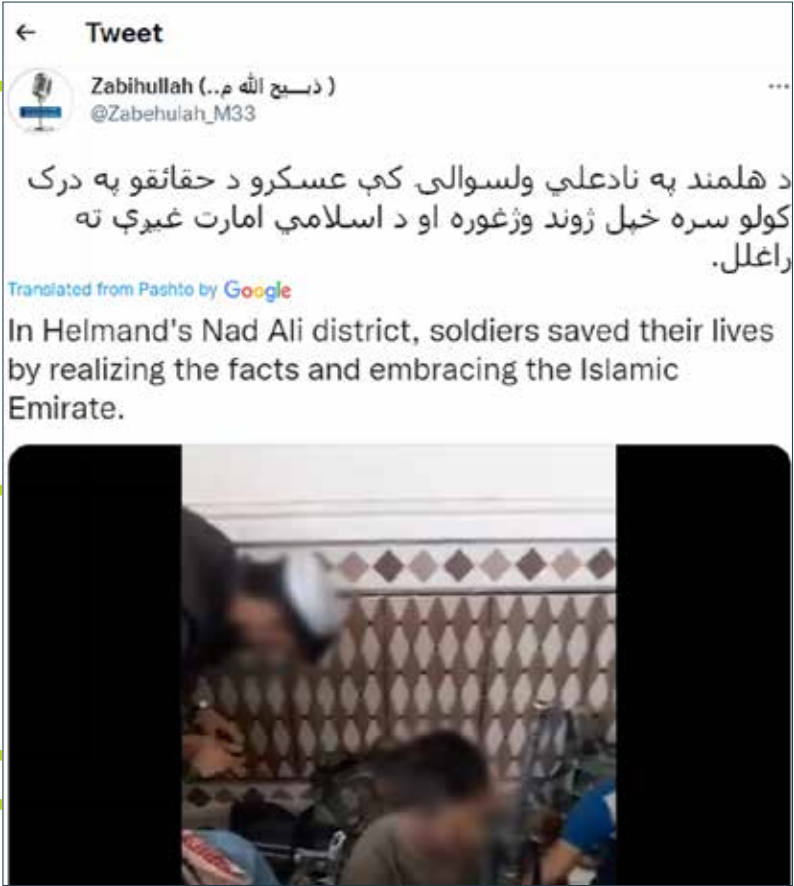 ← Tweet
Zabihullah (..ذبـــیح الله م )
@Zabehulah_M33
د هلمند په نادعلي ولسوالۍ کې عسکرو د حقائقو په درک
کولو سره خپل ژوند وژغوره او د اسلامي امارت غېږې ته
راغلل.
Translated from Pashto by Google
In Helmand's Nad Ali district, soldiers saved their lives
by realizing the facts and embracing the Islamic
Emirate.